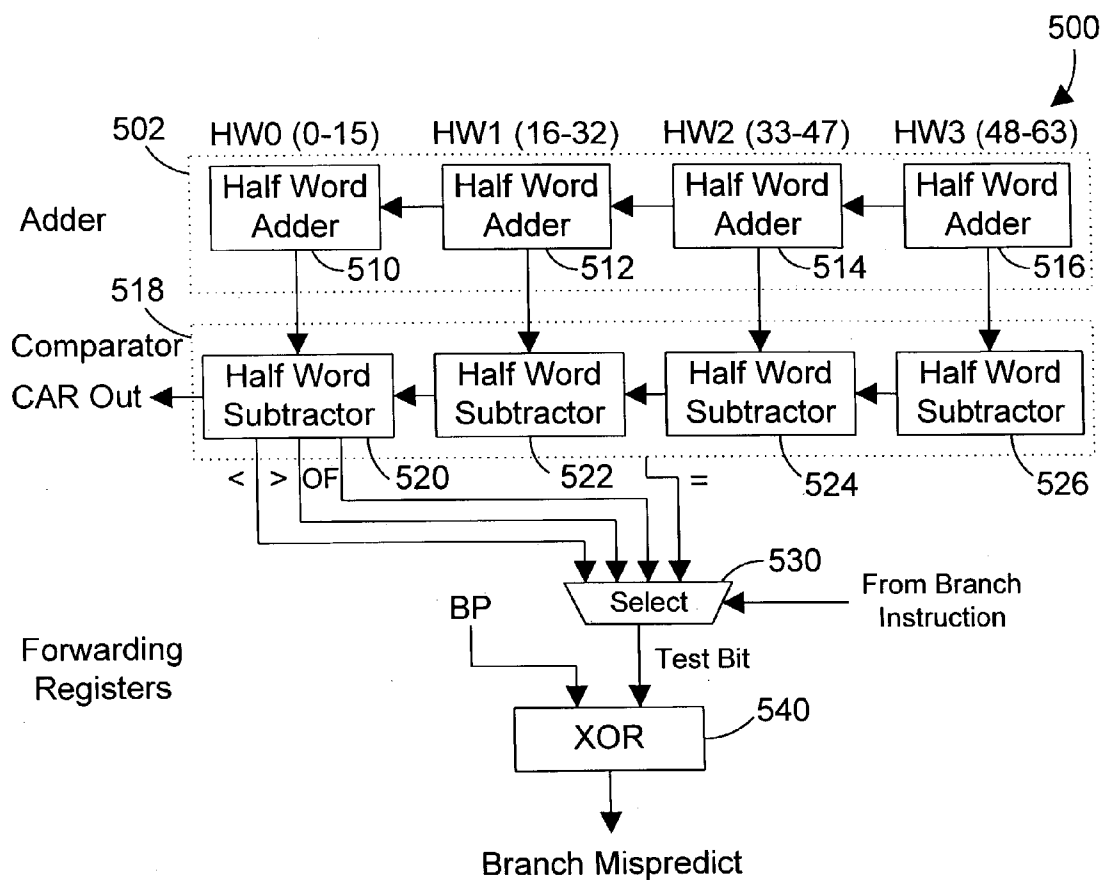 500
502
HW0 (0-15) HW1 (16-32) HW2 (33-47) HW3 (48-63)
Adder
Half Word
Adder
Half Word
Adder
Half Word
Adder
Half Word
Adder
510
512
514
516
518
Comparator
CAR Out
Half Word
Subtractor
Half Word
Subtractor
Half Word
Subtractor
Half Word
Subtractor
< > OF
520
522
=
524
526
530
Select
From Branch
Instruction
BP
Test Bit
Forwarding
Registers
XOR
540
Branch Mispredict